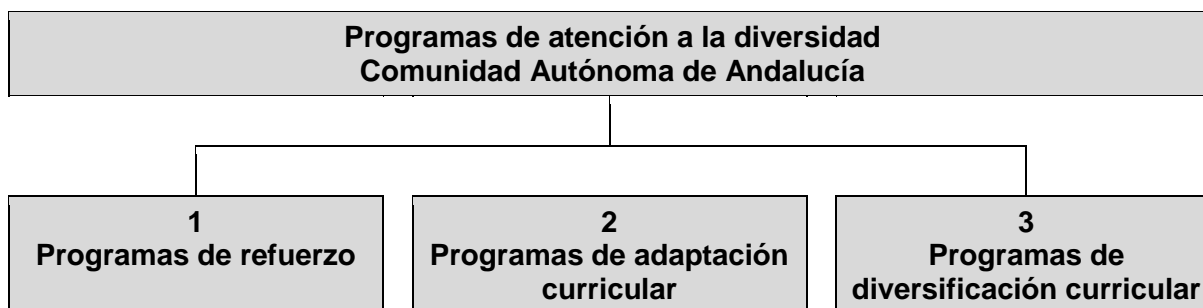 Programas de atención a la diversidad
Comunidad Autónoma de Andalucía
1
Programas de refuerzo
2
Programas de adaptación
curricular
3
Programas de
diversificación curricular